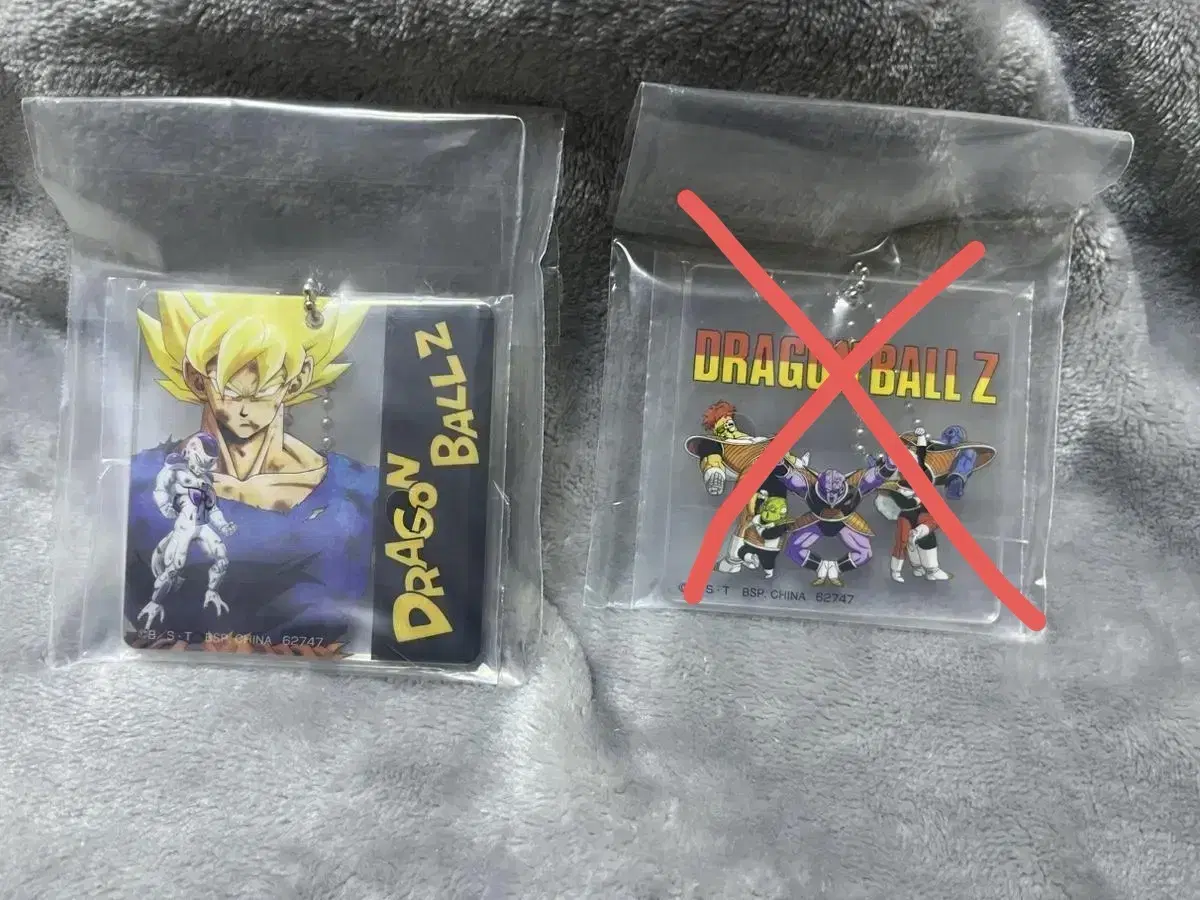 DRAGON
BALL Z
B/S・T BSP, CHINA 62747
DRAGON BALL Z
S・T BSP, CHINA 62747